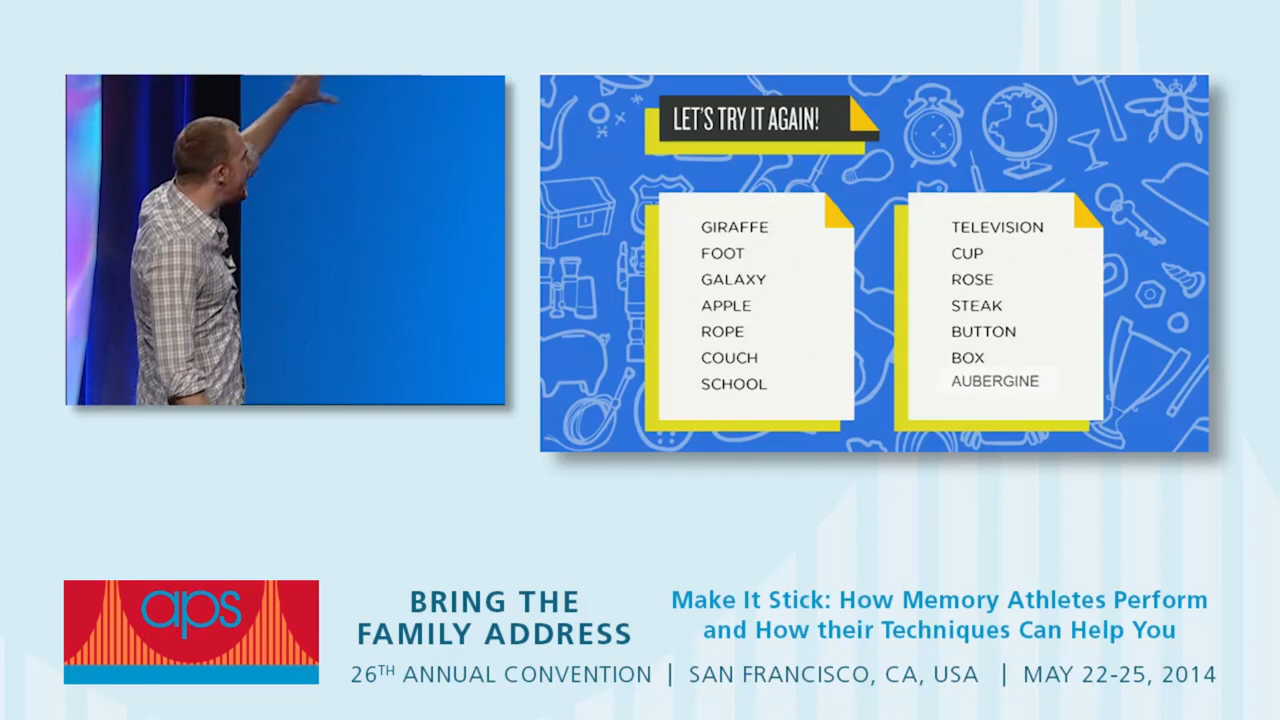 LET'S TRY IT AGAIN!
GIRAFFE
FOOT
GALAXY
APPLE
ROPE
COUCH
SCHOOL
TELEVISION
CUP
ROSE
STEAK
BUTTON
BOX
AUBERGINE
aps
BRING THE
FAMILY ADDRESS
Make It Stick: How Memory Athletes Perform
and How their Techniques Can Help You
26TH ANNUAL CONVENTION | SAN FRANCISCO, CA, USA | MAY 22-25, 2014